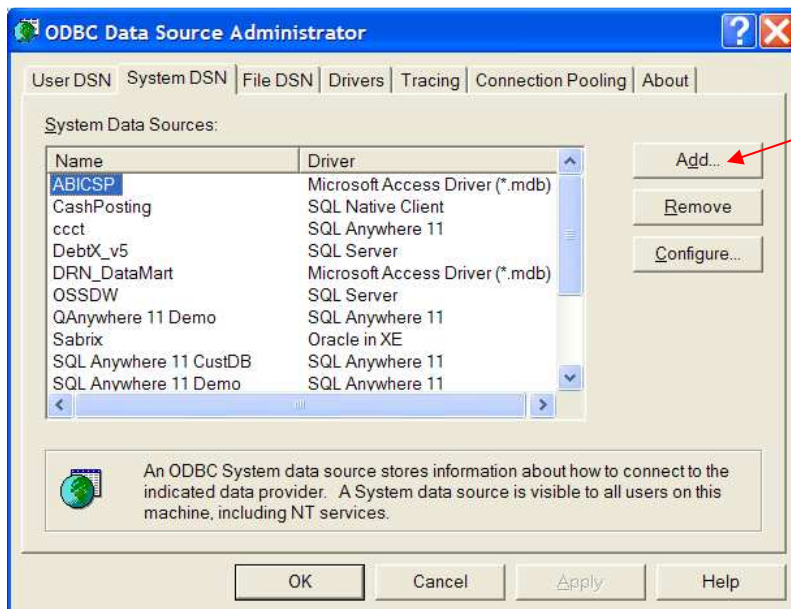 ODBC Data Source Administrator
User DSN System DSN File DSN Drivers Tracing Connection Pooling About
System Data Sources:
Name Driver
ABICSP Microsoft Access Driver (*.mdb)
CashPosting SQL Native Client
ccct SQL Anywhere 11
DebtX_v5 SQL Server
DRN_DataMart Microsoft Access Driver (*.mdb)
OSSDW SQL Server
QAnywhere 11 Demo SQL Anywhere 11
Sabrix Oracle in XE
SQL Anywhere 11 CustDB SQL Anywhere 11
SQL Anywhere 11 Demo SQL Anywhere 11
Add...
Remove
Configure...
An ODBC System data source stores information about how to connect to the
indicated data provider. A System data source is visible to all users on this
machine, including NT services.
OK Cancel Apply Help